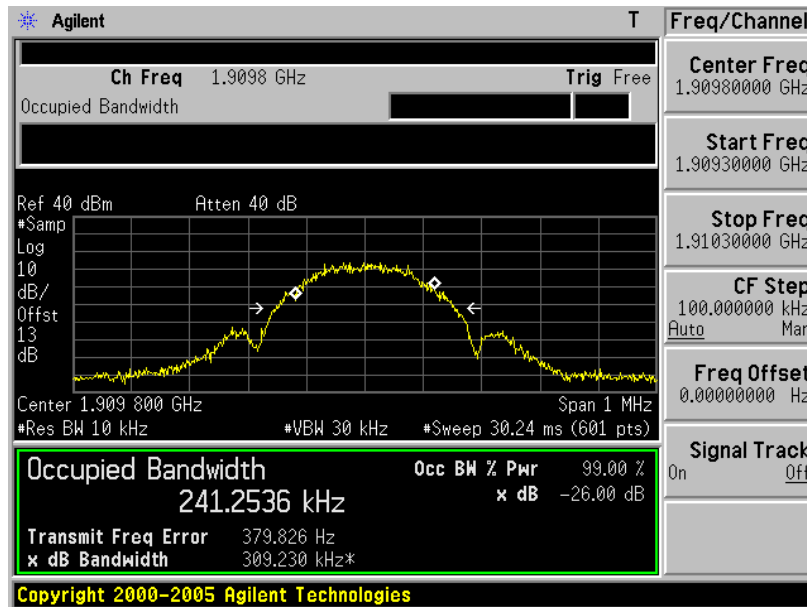 Agilent T Freq/Channel
Ch Freq 1.9098 GHz Trig Free
Occupied Bandwidth
Center Freq
1.90980000 GHz
Start Freq
1.90930000 GHz
Stop Freq
1.91030000 GHz
CF Step
100.000000 kHz
Auto Man
Freq Offset
0.00000000 Hz
Signal Track
On Off
Ref 40 dBm Atten 40 dB
#Samp
Log
10
dB/
Offst
13
dB
Center 1.909 800 GHz Span 1 MHz
#Res BW 10 kHz #VBW 30 kHz #Sweep 30.24 ms (601 pts)
Occupied Bandwidth Occ BW % Pwr 99.00 %
241.2536 kHz x dB -26.00 dB
Transmit Freq Error 379.826 Hz
x dB Bandwidth 309.230 kHz*
Copyright 2000-2005 Agilent Technologies